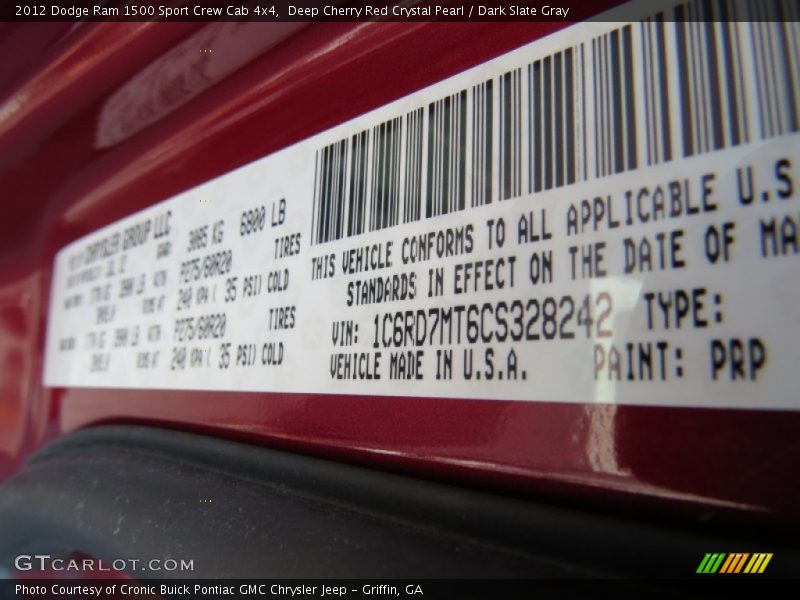 2012 Dodge Ram 1500 Sport Crew Cab 4x4,  Deep Cherry Red Crystal Pearl / Dark Slate Gray
CHRYSLER GROUP LLC
3085 KG 6800 LB
P275/60R20 TIRES
240 KPA ( 35 PSI) COLD
P275/60R20 TIRES
240 KPA ( 35 PSI) COLD
THIS VEHICLE CONFORMS TO ALL APPLICABLE U.S
STANDARDS IN EFFECT ON THE DATE OF MA
VIN: 1C6RD7MT6CS328242 TYPE:
VEHICLE MADE IN U.S.A. PAINT: PRP
GTCARLOT.COM
Photo Courtesy of Cronic Buick Pontiac GMC Chrysler Jeep - Griffin, GA